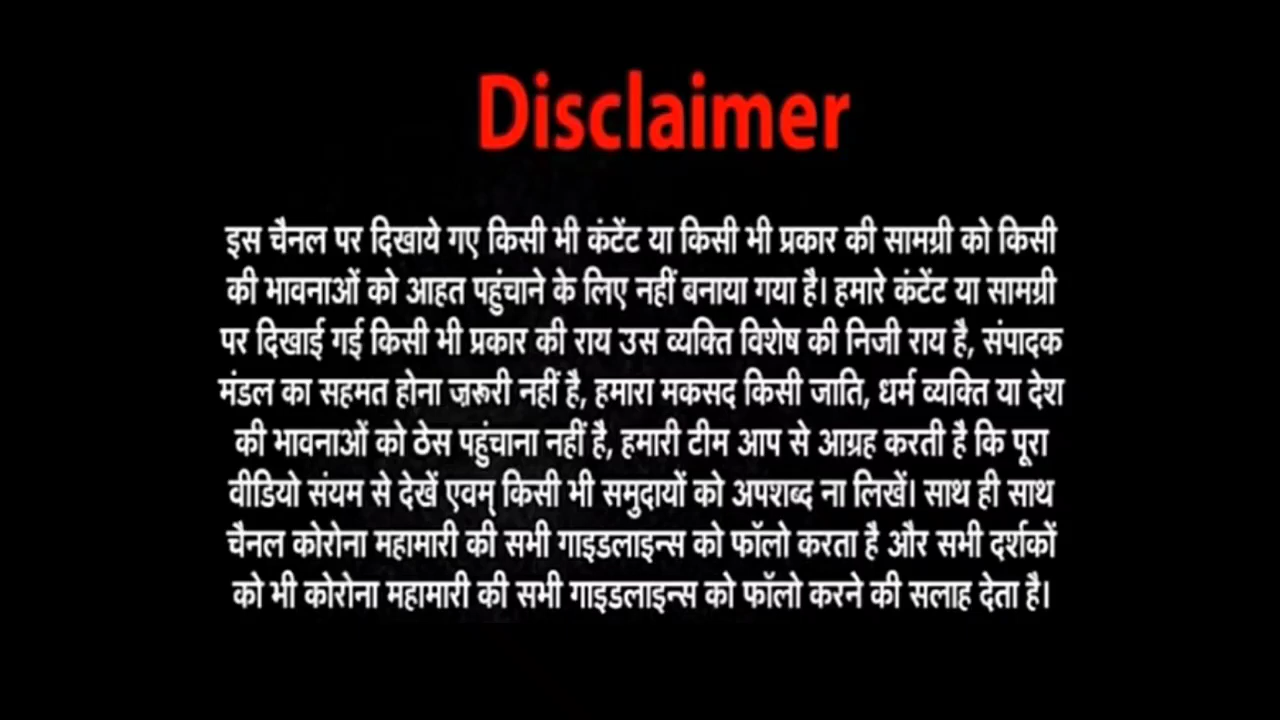 Disclaimer
इस चैनल पर दिखाये गए किसी भी कंटेंट या किसी भी प्रकार की सामग्री को किसी
की भावनाओं को आहत पहुंचाने के लिए नहीं बनाया गया है। हमारे कंटेंट या सामग्री
पर दिखाई गई किसी भी प्रकार की राय उस व्यक्ति विशेष की निजी राय है, संपादक
मंडल का सहमत होना ज़रूरी नहीं है, हमारा मकसद किसी जाति, धर्म व्यक्ति या देश
की भावनाओं को ठेस पहुंचाना नहीं है, हमारी टीम आप से आग्रह करती है कि पूरा
वीडियो संयम से देखें एवम् किसी भी समुदायों को अपशब्द ना लिखें। साथ ही साथ
चैनल कोरोना महामारी की सभी गाइडलाइन्स को फॉलो करता है और सभी दर्शकों
को भी कोरोना महामारी की सभी गाइडलाइन्स को फॉलो करने की सलाह देता है।